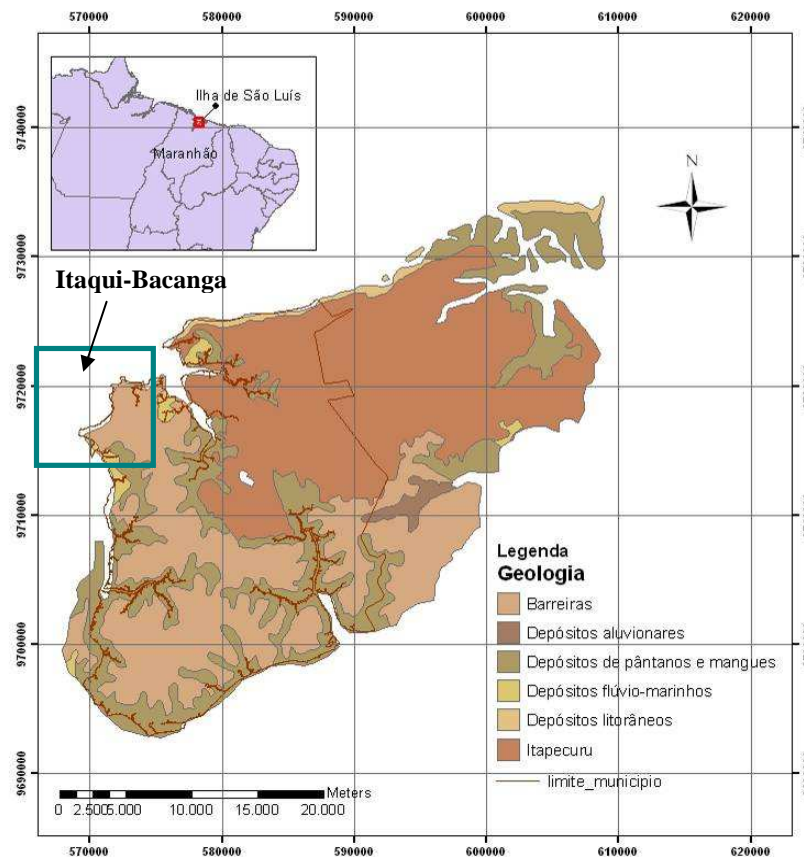 570000 580000 590000 600000 610000 620000
Ilha de São Luís
Maranhão
N
Itaqui-Bacanga
9740000
9730000
9720000
9710000
9700000
9690000
Legenda
Geologia
Barreiras
Depósitos aluvionares
Depósitos de pântanos e mangues
Depósitos flúvio-marinhos
Depósitos litorâneos
Itapecuru
limite_municipio
Meters
0 2.500 5.000 10.000 15.000 20.000
570000 580000 590000 600000 610000 620000